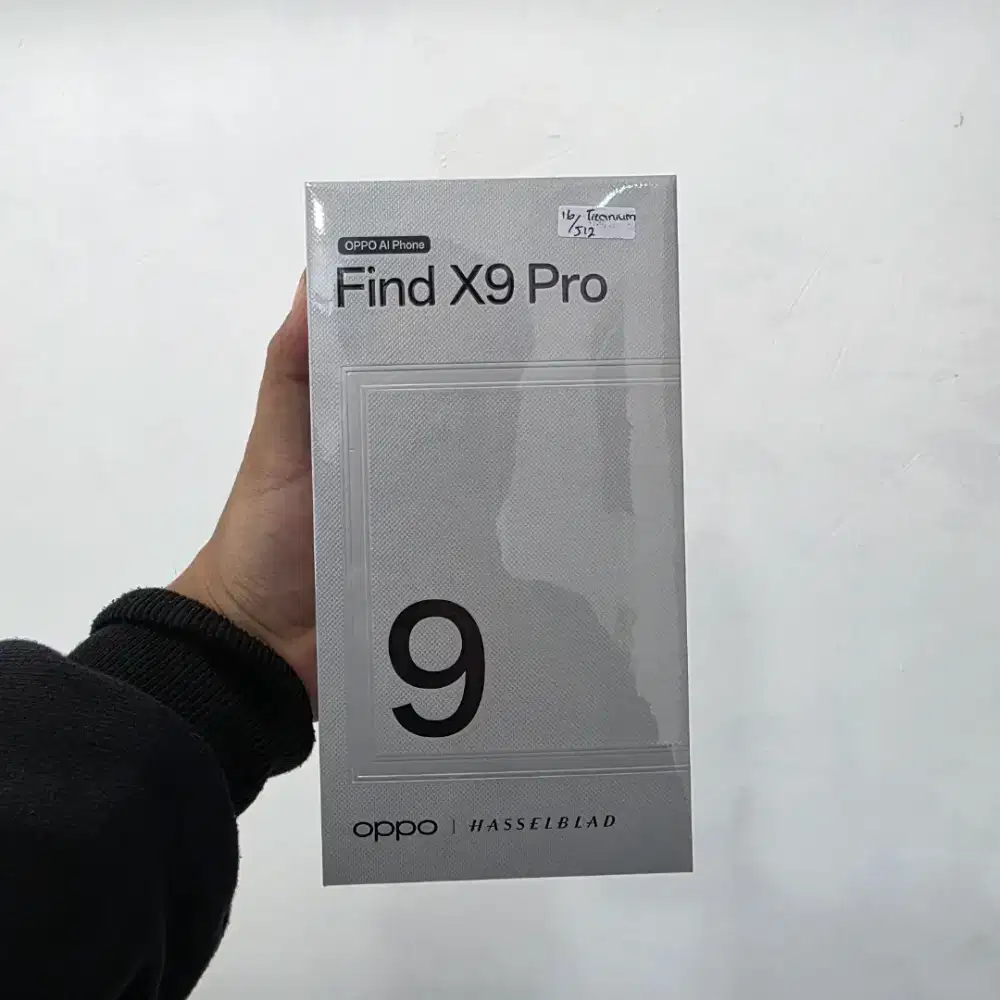 16/ Titanium
512
OPPO AI Phone
Find X9 Pro
9
oppo | HASSELBLAD